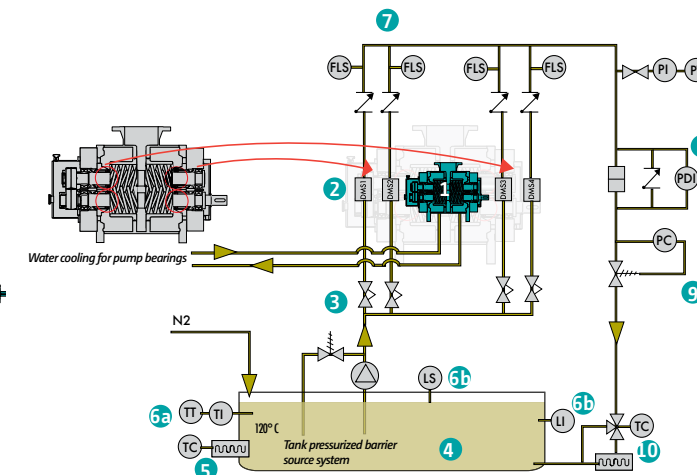 7
FLS
FLS
FLS
FLS
PI
P
2
DMS1
DMS2
1
DMS3
DMS4
PDI
Water cooling for pump bearings
PC
9
3
N2
LS
6b
6a
TT
TI
120° C
6b
LI
TC
5
Tank pressurized barrier
source system
4
TC
10